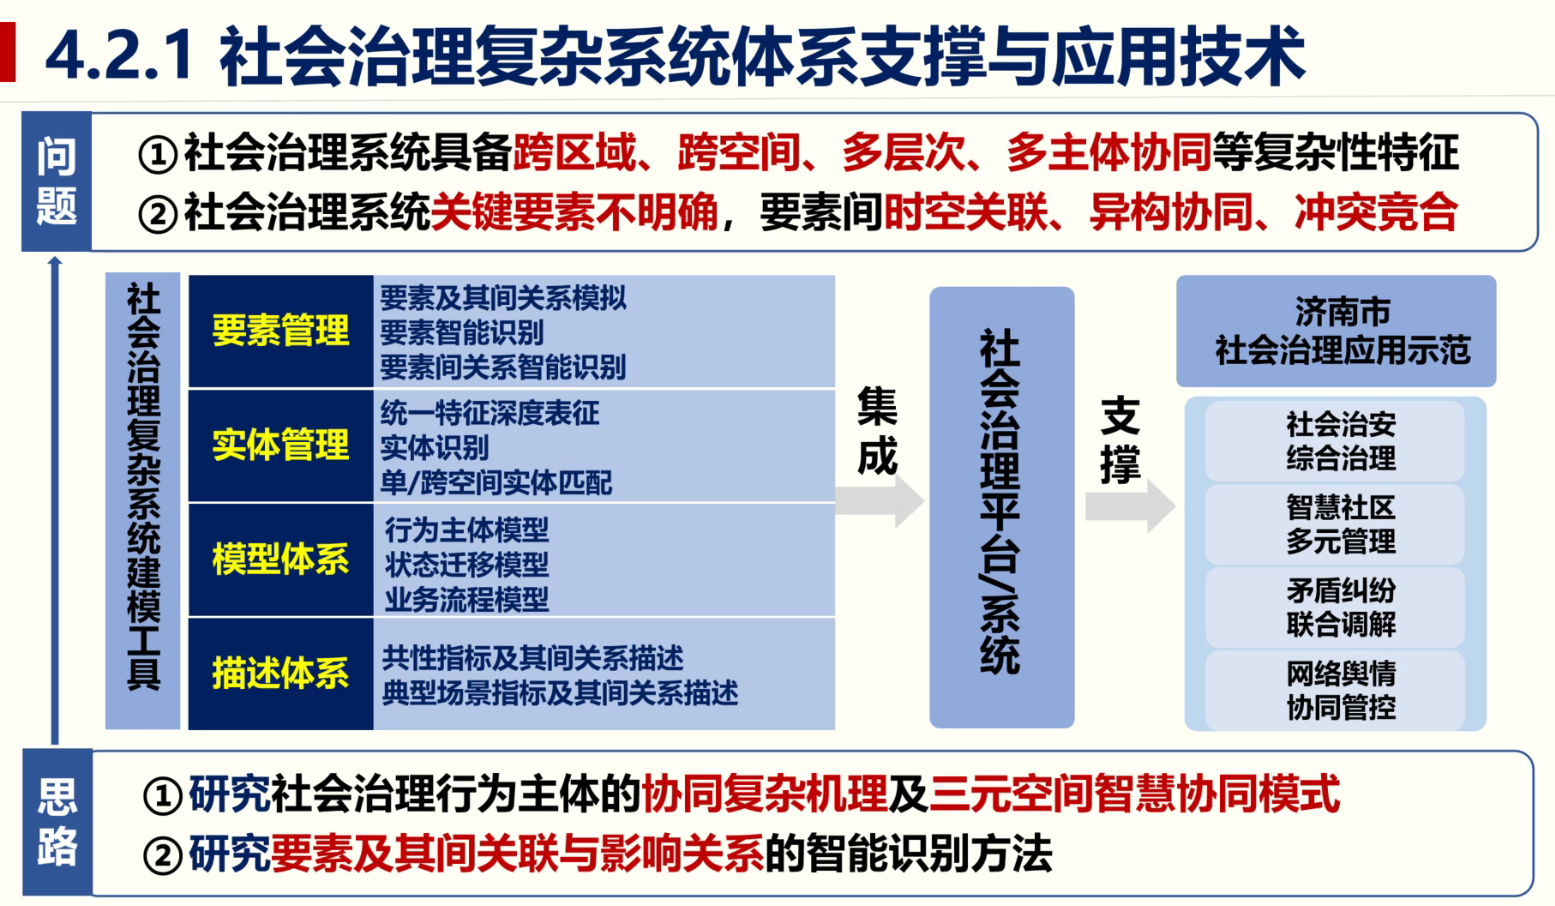 4.2.1 社会治理复杂系统体系支撑与应用技术
问题
①社会治理系统具备跨区域、跨空间、多层次、多主体协同等复杂性特征
②社会治理系统关键要素不明确，要素间时空关联、异构协同、冲突竞合
社会治理复杂系统建模工具
要素管理
要素及其间关系模拟
要素智能识别
要素间关系智能识别
实体管理
统一特征深度表征
实体识别
单/跨空间实体匹配
模型体系
行为主体模型
状态迁移模型
业务流程模型
描述体系
共性指标及其间关系描述
典型场景指标及其间关系描述
集成
社会治理平台/系统
支撑
济南市
社会治理应用示范
社会治安
综合治理
智慧社区
多元管理
矛盾纠纷
联合调解
网络舆情
协同管控
思路
①研究社会治理行为主体的协同复杂机理及三元空间智慧协同模式
②研究要素及其间关联与影响关系的智能识别方法